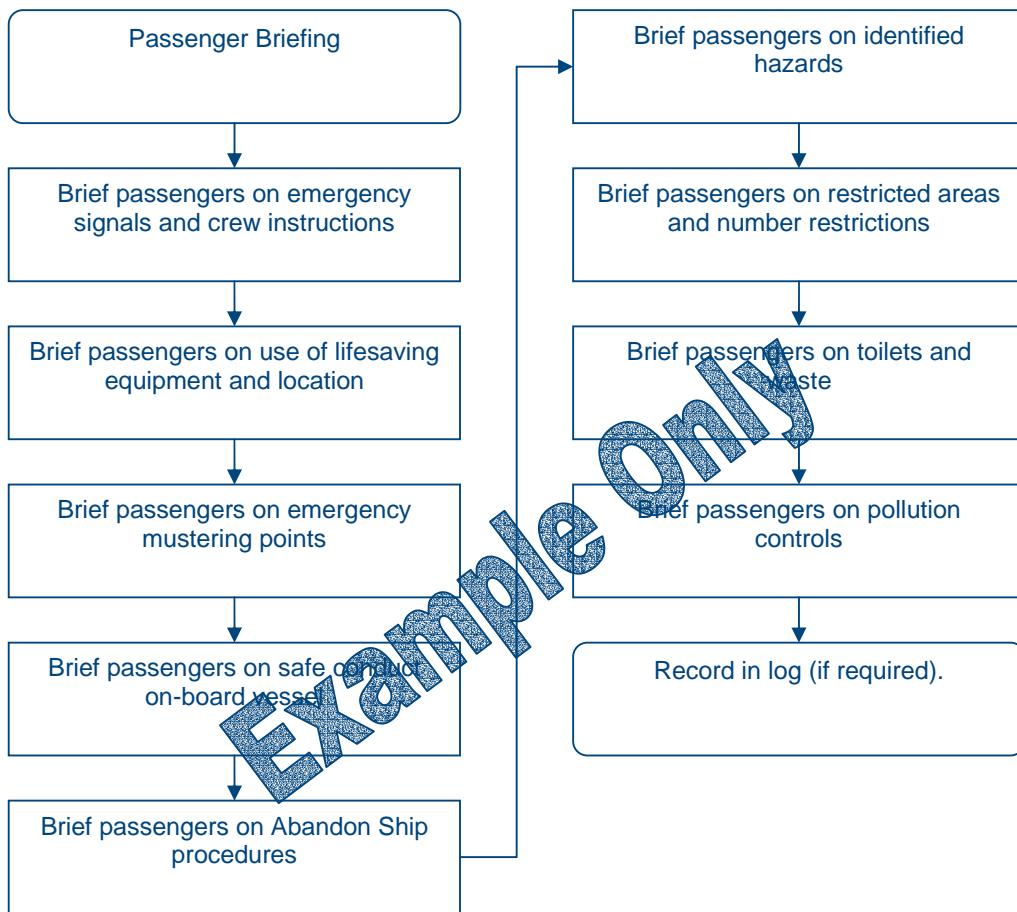 Passenger Briefing
Brief passengers on emergency
signals and crew instructions
Brief passengers on use of lifesaving
equipment and location
Brief passengers on emergency
mustering points
Brief passengers on safe conduct
on-board vessel
Brief passengers on Abandon Ship
procedures
Brief passengers on identified
hazards
Brief passengers on restricted areas
and number restrictions
Brief passengers on toilets and
waste
Brief passengers on pollution
controls
Record in log (if required).
Example Only